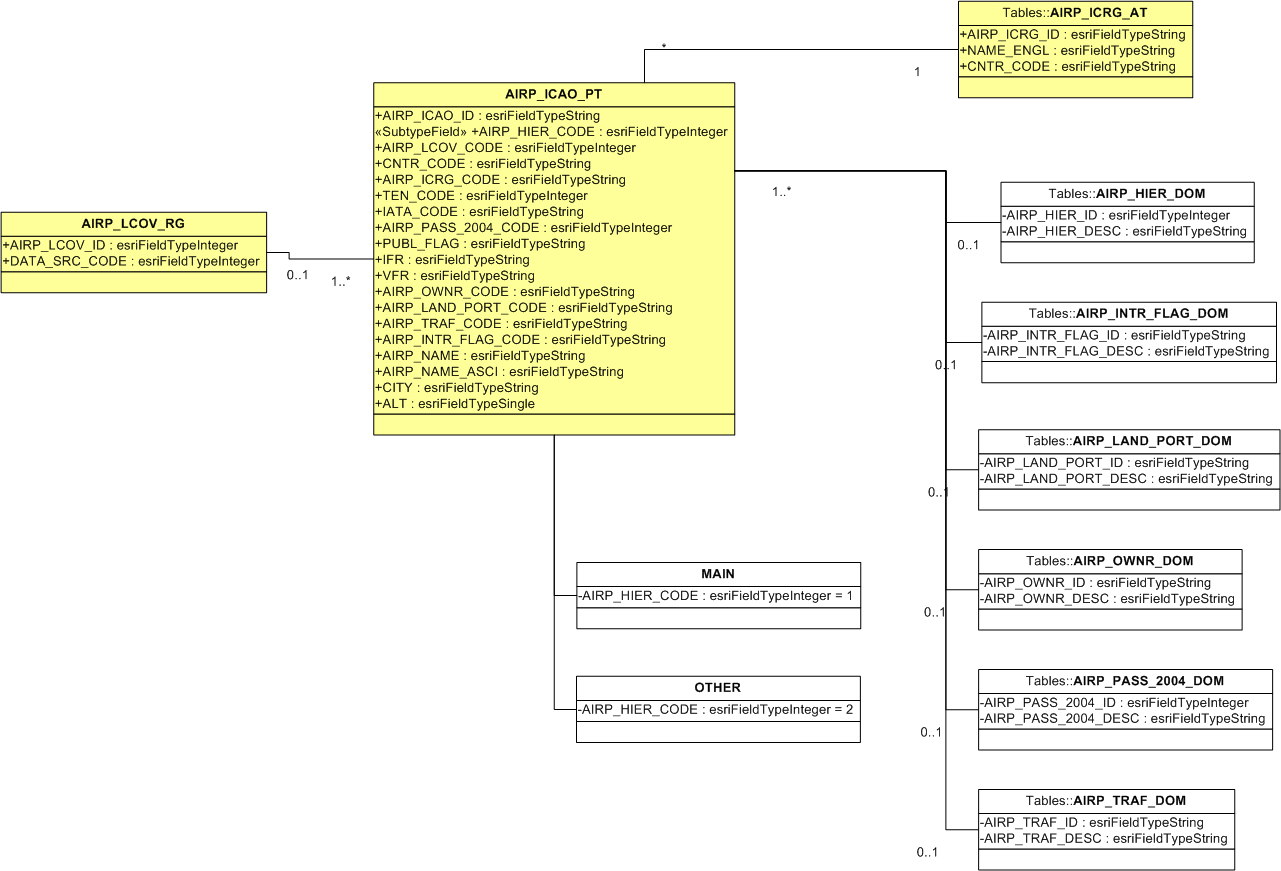 Tables::AIRP_ICRG_AT
+AIRP_ICRG_ID : esriFieldTypeString
+NAME_ENGL : esriFieldTypeString
+CNTR_CODE : esriFieldTypeString
*
1
AIRP_ICAO_PT
+AIRP_ICAO_ID : esriFieldTypeString
«SubtypeField» +AIRP_HIER_CODE : esriFieldTypeInteger
+AIRP_LCOV_CODE : esriFieldTypeInteger
+CNTR_CODE : esriFieldTypeString
+AIRP_ICRG_CODE : esriFieldTypeString
+TEN_CODE : esriFieldTypeInteger
+IATA_CODE : esriFieldTypeString
+AIRP_PASS_2004_CODE : esriFieldTypeInteger
+PUBL_FLAG : esriFieldTypeString
+IFR : esriFieldTypeString
+VFR : esriFieldTypeString
+AIRP_OWNR_CODE : esriFieldTypeString
+AIRP_LAND_PORT_CODE : esriFieldTypeString
+AIRP_TRAF_CODE : esriFieldTypeString
+AIRP_INTR_FLAG_CODE : esriFieldTypeString
+AIRP_NAME : esriFieldTypeString
+AIRP_NAME_ASCI : esriFieldTypeString
+CITY : esriFieldTypeString
+ALT : esriFieldTypeSingle
AIRP_LCOV_RG
+AIRP_LCOV_ID : esriFieldTypeInteger
+DATA_SRC_CODE : esriFieldTypeInteger
0..1
1..*
1..*
Tables::AIRP_HIER_DOM
-AIRP_HIER_ID : esriFieldTypeInteger
-AIRP_HIER_DESC : esriFieldTypeString
0..1
Tables::AIRP_INTR_FLAG_DOM
-AIRP_INTR_FLAG_ID : esriFieldTypeString
-AIRP_INTR_FLAG_DESC : esriFieldTypeString
0..1
Tables::AIRP_LAND_PORT_DOM
-AIRP_LAND_PORT_ID : esriFieldTypeString
-AIRP_LAND_PORT_DESC : esriFieldTypeString
0..1
Tables::AIRP_OWNR_DOM
-AIRP_OWNR_ID : esriFieldTypeString
-AIRP_OWNR_DESC : esriFieldTypeString
0..1
Tables::AIRP_PASS_2004_DOM
-AIRP_PASS_2004_ID : esriFieldTypeInteger
-AIRP_PASS_2004_DESC : esriFieldTypeString
0..1
Tables::AIRP_TRAF_DOM
-AIRP_TRAF_ID : esriFieldTypeString
-AIRP_TRAF_DESC : esriFieldTypeString
0..1
MAIN
-AIRP_HIER_CODE : esriFieldTypeInteger = 1
OTHER
-AIRP_HIER_CODE : esriFieldTypeInteger = 2